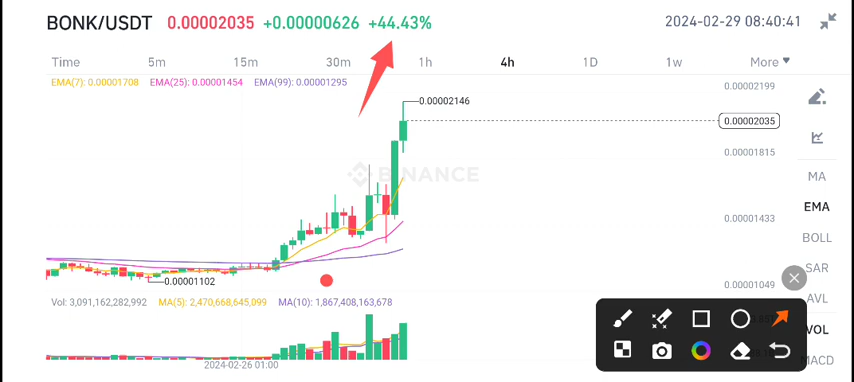 BONK/USDT 0.00002035 +0.00000626 +44.43% 2024-02-29 08:40:41
Time 5m 15m 30m 1h 4h 1D 1w More
EMA(7): 0.00001708 EMA(25): 0.00001454 EMA(99): 0.00001295
0.00002199
0.00002146
0.00002035
0.00001815
BINANCE
MA
EMA
0.00001433
BOLL
SAR
0.00001102
0.00001049
AVL
Vol: 3,091,162,282,992 MA(5): 2,470,668,645,099 MA(10): 1,867,408,163,678
VOL
MACD
2024-02-26 01:00